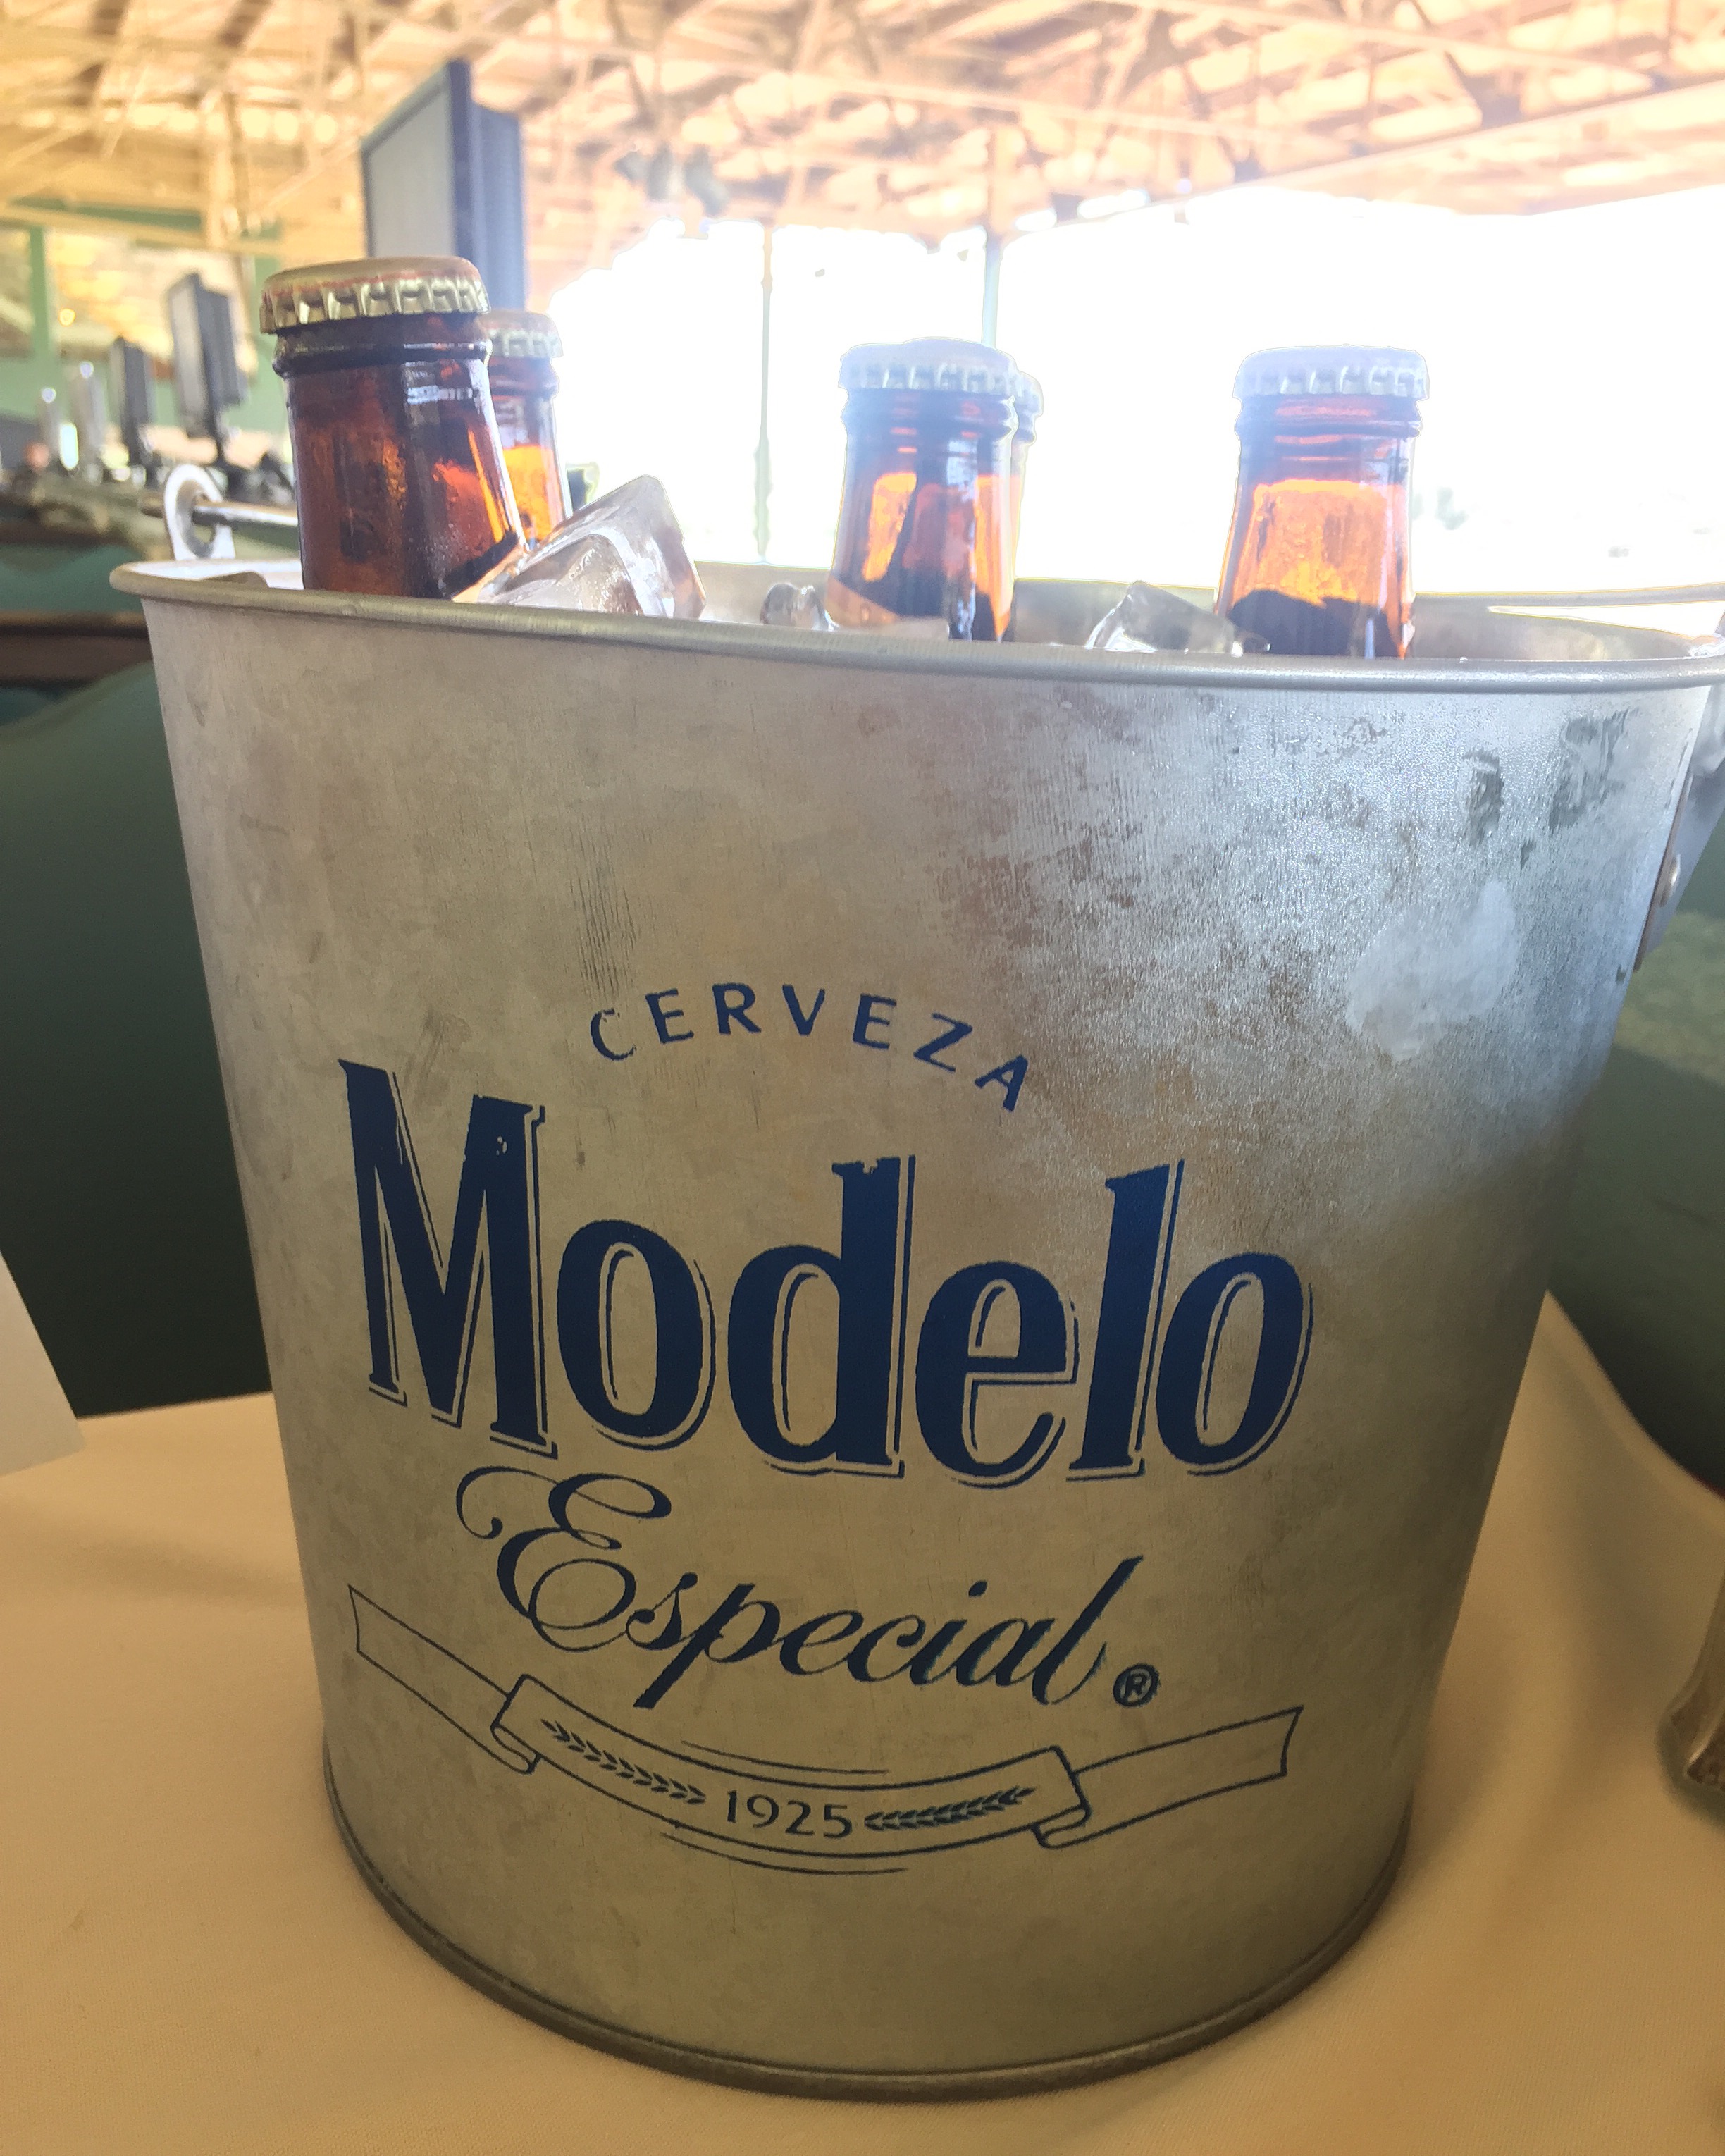 CERVEZA
Modelo
Especial®
1925